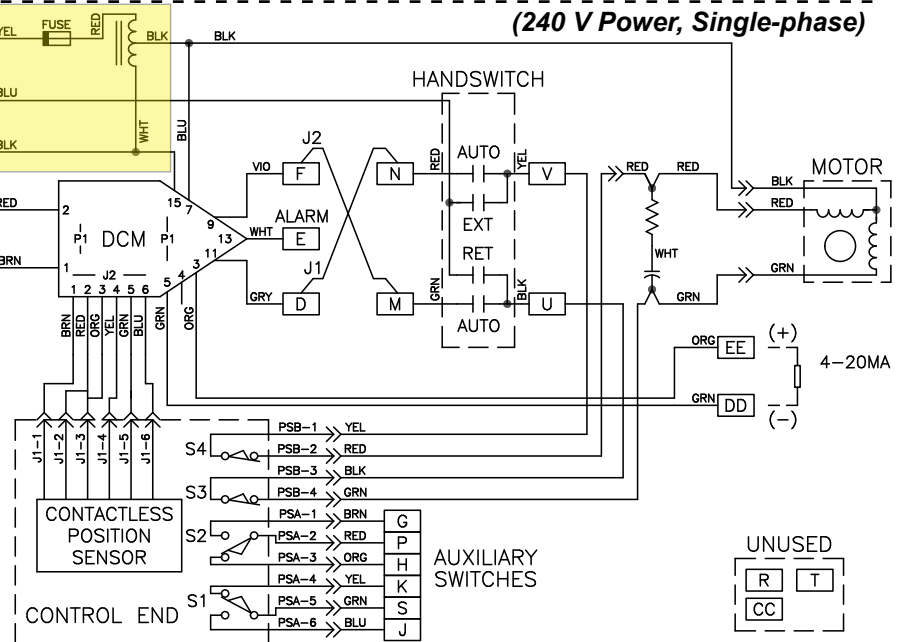 (240 V Power, Single-phase)
YEL
FUSE
RED
BLK
BLK
BLU
HANDSWITCH
WHT
BLU
BLK
J2
VIO
F
N
RED
AUTO
YEL
V
EXT
RED
RED
MOTOR
BLK
RED
RED
2
P1
DCM
P1
15
7
9
13
11
WHT
ALARM
E
RET
WHT
BRN
1
J2
3
4
5
J1
GRY
D
M
GRN
AUTO
BLK
U
GRN
GRN
1 2 3 4 5 6
BRN
RED
ORG
YEL
GRN
BLU
GRN
ORG
ORG
EE
(+)
4-20MA
GRN
DD
(-)
J1-1
J1-2
J1-3
J1-4
J1-5
J1-6
S4
PSB-1
YEL
PSB-2
RED
S3
PSB-3
BLK
PSB-4
GRN
CONTACTLESS
POSITION
SENSOR
S2
PSA-1
BRN
G
PSA-2
RED
P
PSA-3
ORG
H
AUXILIARY
SWITCHES
S1
PSA-4
YEL
K
PSA-5
GRN
S
PSA-6
BLU
J
CONTROL END
UNUSED
R
T
CC